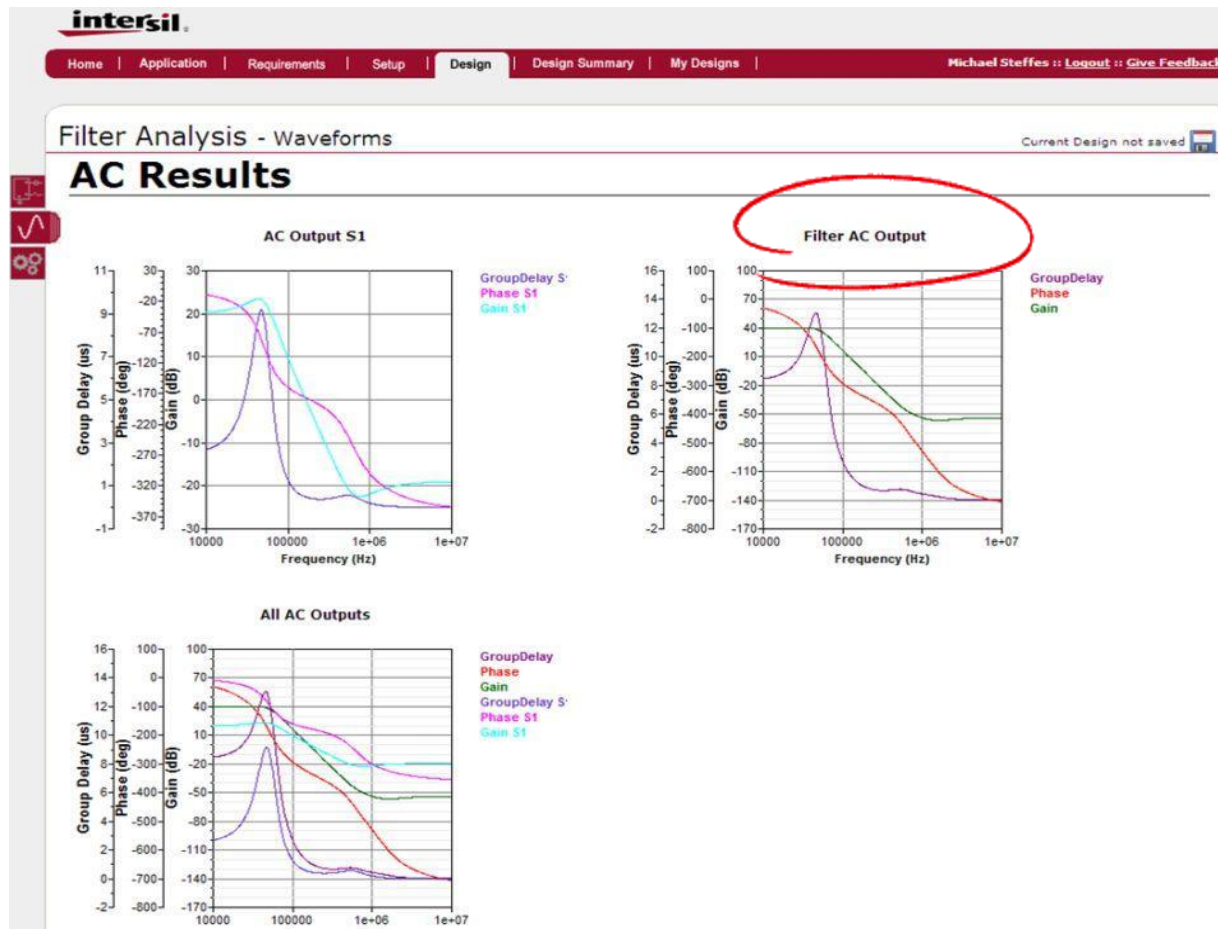 intersil
Home | Application | Requirements | Setup | Design | Design Summary | My Designs |
Michael Steffes :: Logout :: Give Feedback
Filter Analysis - Waveforms
Current Design not saved
AC Results
AC Output S1
11 9 7 5 3 1 -1
Group Delay (us)
30 -20 -70 -120 -170 -220 -270 -320 -370
Phase (deg)
30 20 10 0 -10 -20 -30
Gain (dB)
10000 100000 1e+06 1e+07
Frequency (Hz)
GroupDelay S
Phase S1
Gain S1
Filter AC Output
16 14 12 10 8 6 4 2 0 -2
Group Delay (us)
100 0 -100 -200 -300 -400 -500 -600 -700 -800
Phase (deg)
100 70 40 10 -20 -50 -80 -110 -140 -170
Gain (dB)
10000 100000 1e+06 1e+07
Frequency (Hz)
GroupDelay
Phase
Gain
All AC Outputs
16 14 12 10 8 6 4 2 0 -2
Group Delay (us)
100 0 -100 -200 -300 -400 -500 -600 -700 -800
Phase (deg)
100 70 40 10 -20 -50 -80 -110 -140 -170
Gain (dB)
10000 100000 1e+06 1e+07
GroupDelay
Phase
Gain
GroupDelay S
Phase S1
Gain S1